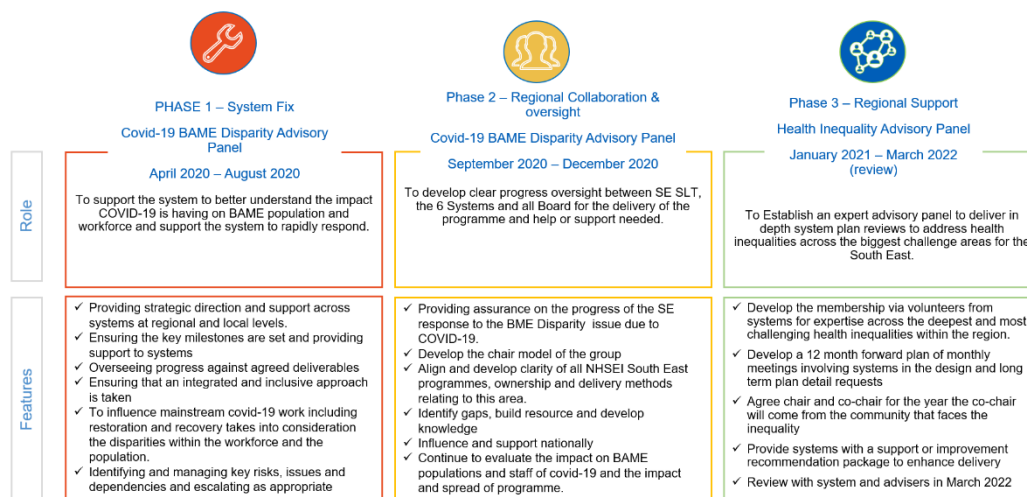 PHASE 1 – System Fix
Covid-19 BAME Disparity Advisory
Panel
April 2020 – August 2020
Phase 2 – Regional Collaboration &
oversight
Covid-19 BAME Disparity Advisory Panel
September 2020 – December 2020
Phase 3 – Regional Support
Health Inequality Advisory Panel
January 2021 – March 2022
(review)
Role
To support the system to better understand the impact
COVID-19 is having on BAME population and
workforce and support the system to rapidly respond.
To develop clear progress oversight between SE SLT,
the 6 Systems and all Board for the delivery of the
programme and help or support needed.
To Establish an expert advisory panel to deliver in
depth system plan reviews to address health
inequalities across the biggest challenge areas for the
South East.
Features
✓ Providing strategic direction and support across
systems at regional and local levels.
✓ Ensuring the key milestones are set and providing
support to systems
✓ Overseeing progress against agreed deliverables
✓ Ensuring that an integrated and inclusive approach
is taken
✓ To influence mainstream covid-19 work including
restoration and recovery takes into consideration
the disparities within the workforce and the
population.
✓ Identifying and managing key risks, issues and
dependencies and escalating as appropriate
✓ Providing assurance on the progress of the SE
response to the BME Disparity issue due to
COVID-19.
✓ Develop the chair model of the group
✓ Align and develop clarity of all NHSEI South East
programmes, ownership and delivery methods
relating to this area.
✓ Identify gaps, build resource and develop
knowledge
✓ Influence and support nationally
✓ Continue to evaluate the impact on BAME
populations and staff of covid-19 and the impact
and spread of programme.
✓ Develop the membership via volunteers from
systems for expertise across the deepest and most
challenging health inequalities within the region.
✓ Develop a 12 month forward plan of monthly
meetings involving systems in the design and long
term plan detail requests
✓ Agree chair and co-chair for the year the co-chair
will come from the community that faces the
inequality
✓ Provide systems with a support or improvement
recommendation package to enhance delivery
✓ Review with system and advisers in March 2022